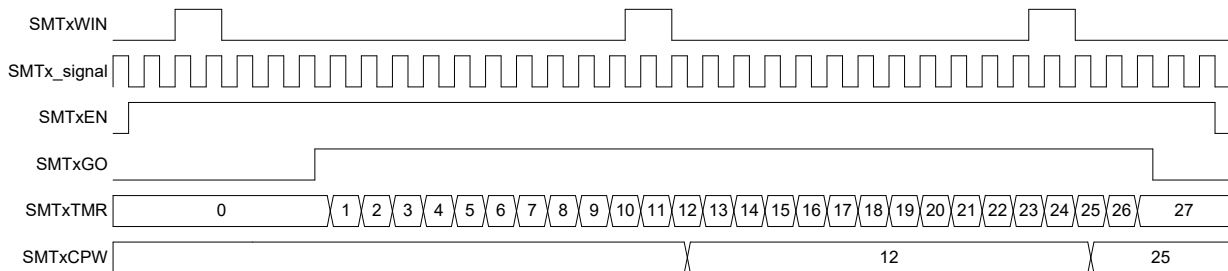 SMTxWIN
SMTx_signal
SMTxEN
SMTxGO
SMTxTMR 0 1 2 3 4 5 6 7 8 9 10 11 12 13 14 15 16 17 18 19 20 21 22 23 24 25 26 27
SMTxCPW 12 25